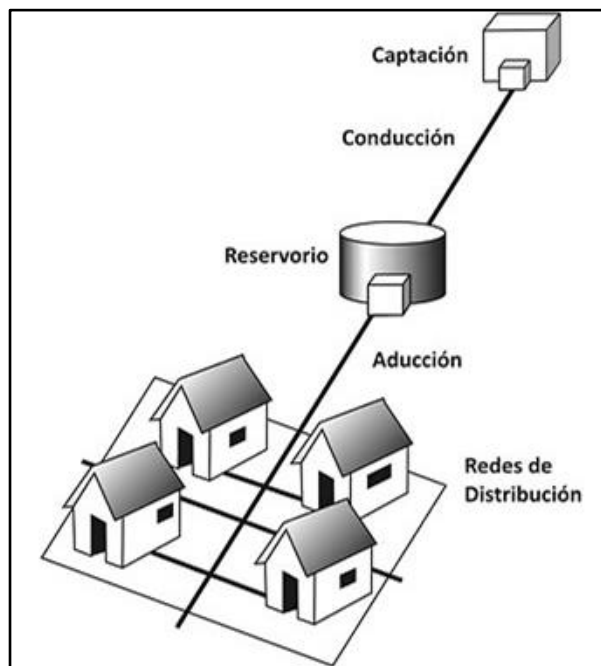 Captación
Conducción
Reservorio
Aducción
Redes de
Distribución